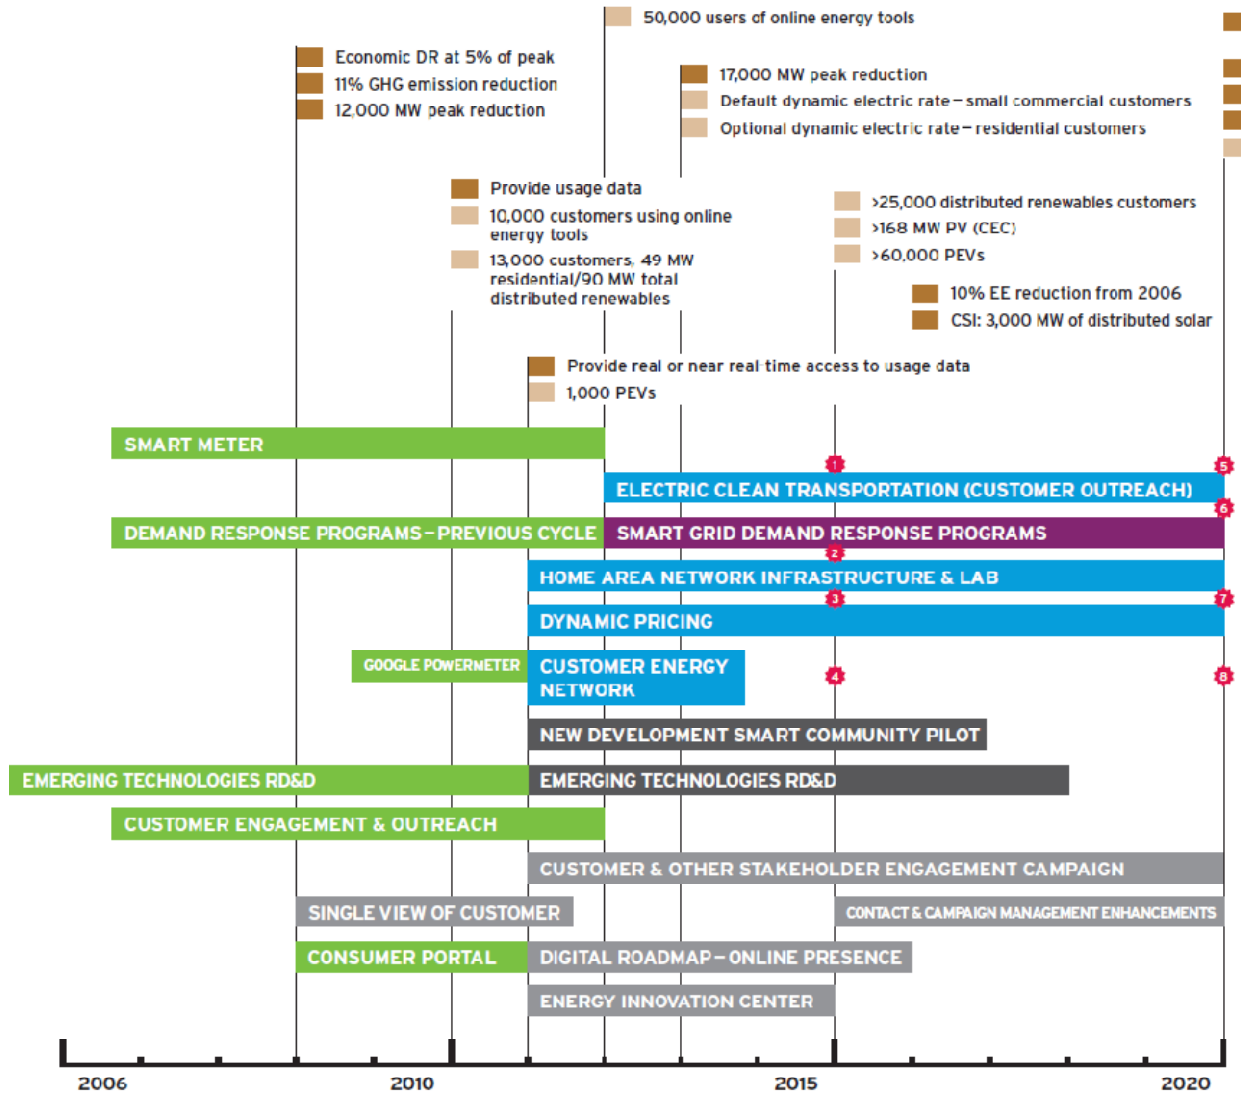 50,000 users of online energy tools
Economic DR at 5% of peak
11% GHG emission reduction
12,000 MW peak reduction
17,000 MW peak reduction
Default dynamic electric rate – small commercial customers
Optional dynamic electric rate – residential customers
Provide usage data
10,000 customers using online
energy tools
13,000 customers, 49 MW
residential/90 MW total
distributed renewables
>25,000 distributed renewables customers
>168 MW PV (CEC)
>60,000 PEVs
10% EE reduction from 2006
CSI: 3,000 MW of distributed solar
Provide real or near real-time access to usage data
1,000 PEVs
SMART METER
1
5
ELECTRIC CLEAN TRANSPORTATION (CUSTOMER OUTREACH)
6
DEMAND RESPONSE PROGRAMS – PREVIOUS CYCLE
SMART GRID DEMAND RESPONSE PROGRAMS
2
HOME AREA NETWORK INFRASTRUCTURE & LAB
3
7
DYNAMIC PRICING
GOOGLE POWERMETER
CUSTOMER ENERGY
NETWORK
4
8
NEW DEVELOPMENT SMART COMMUNITY PILOT
EMERGING TECHNOLOGIES RD&D
EMERGING TECHNOLOGIES RD&D
CUSTOMER ENGAGEMENT & OUTREACH
CUSTOMER & OTHER STAKEHOLDER ENGAGEMENT CAMPAIGN
SINGLE VIEW OF CUSTOMER
CONTACT & CAMPAIGN MANAGEMENT ENHANCEMENTS
CONSUMER PORTAL
DIGITAL ROADMAP – ONLINE PRESENCE
ENERGY INNOVATION CENTER
2006
2010
2015
2020